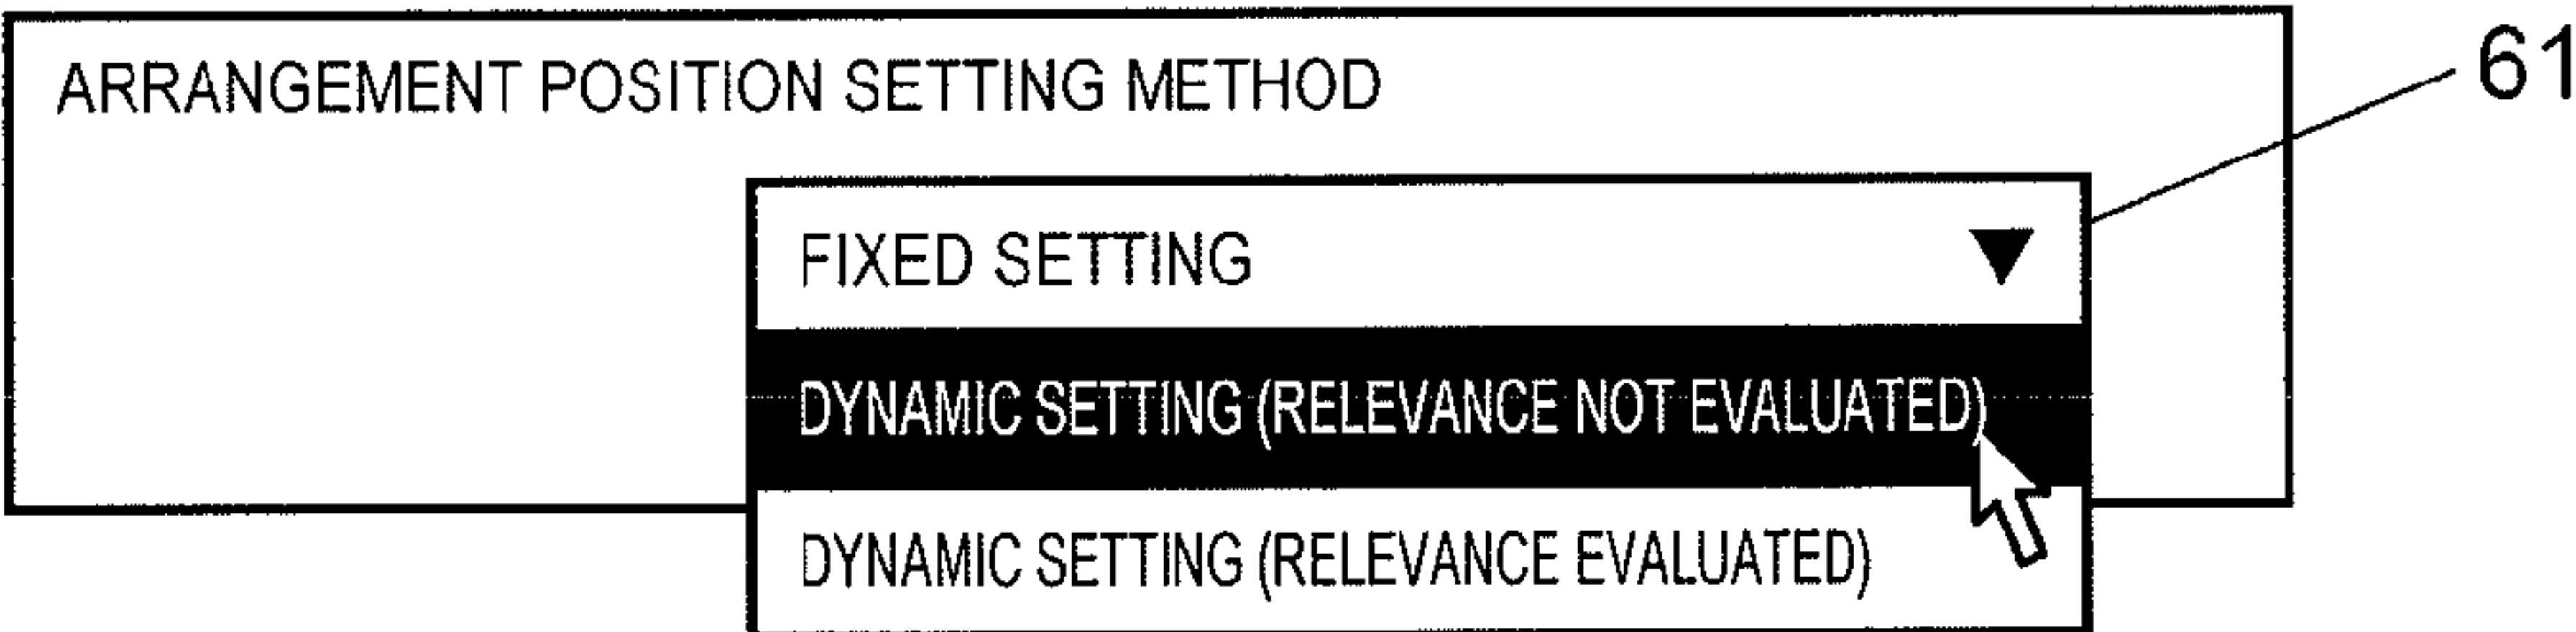 ARRANGEMENT POSITION SETTING METHOD
61
FIXED SETTING
DYNAMIC SETTING (RELEVANCE NOT EVALUATED)
DYNAMIC SETTING (RELEVANCE EVALUATED)